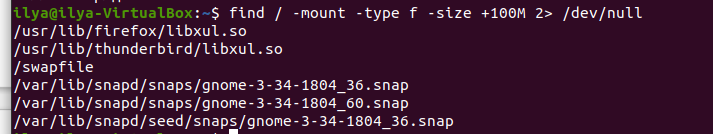 ilya@ilya-VirtualBox:~$ find / -mount -type f -size +100M 2> /dev/null
/usr/lib/firefox/libxul.so
/usr/lib/thunderbird/libxul.so
/swapfile
/var/lib/snapd/snaps/gnome-3-34-1804_36.snap
/var/lib/snapd/snaps/gnome-3-34-1804_60.snap
/var/lib/snapd/seed/snaps/gnome-3-34-1804_36.snap